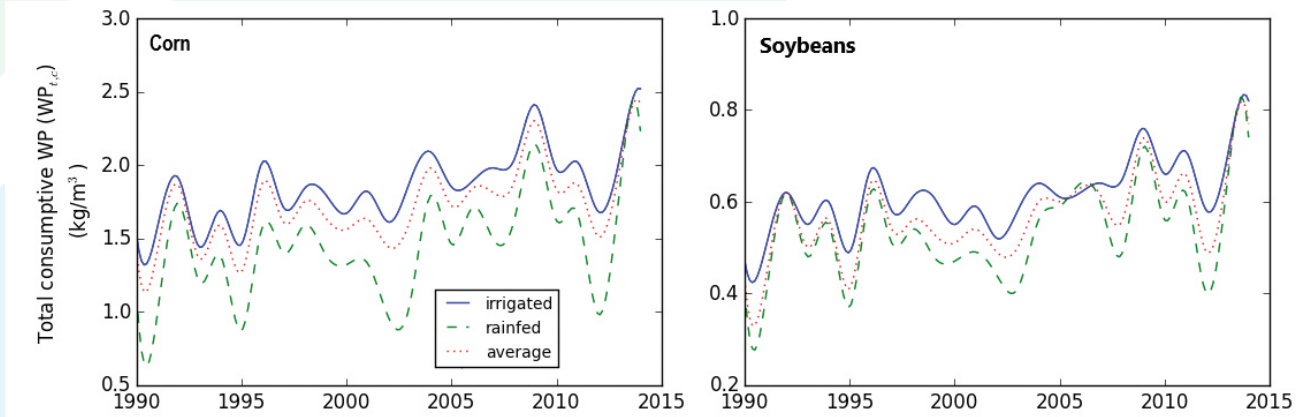 Total consumptive WP (WPₜ,c)
(kg/m³)
Corn
3.0
2.5
2.0
1.5
1.0
0.5
1990 1995 2000 2005 2010 2015
irrigated
rainfed
average
Soybeans
1.0
0.8
0.6
0.4
0.2
1990 1995 2000 2005 2010 2015